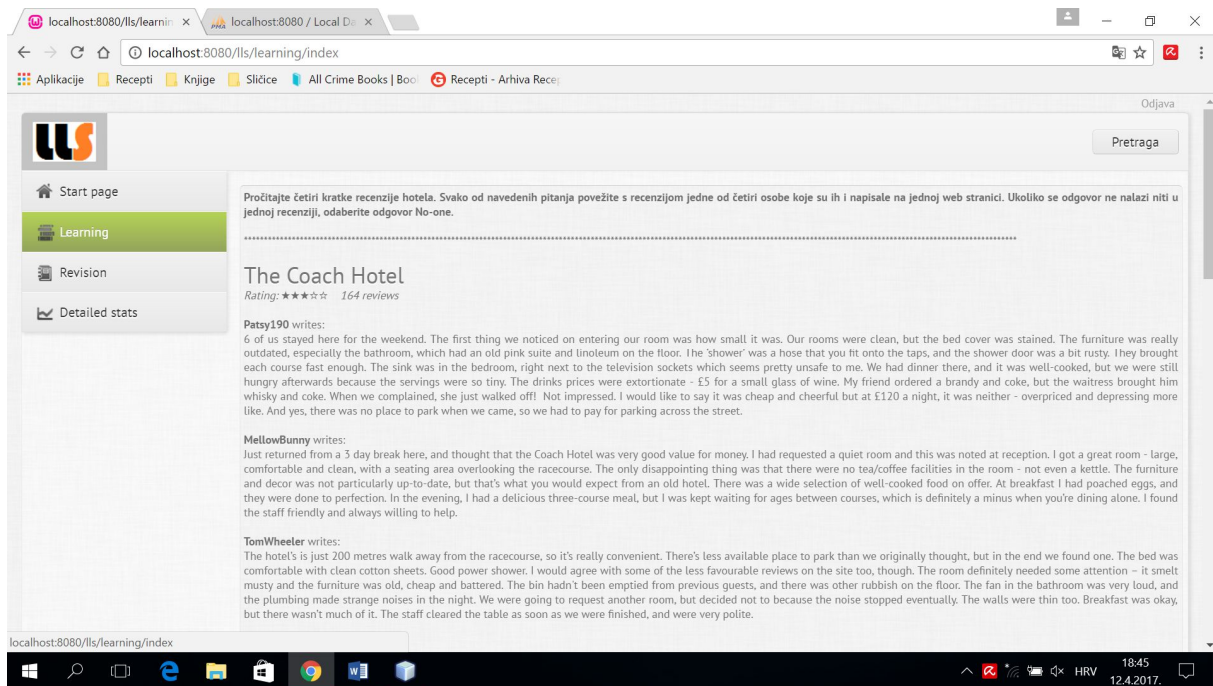 localhost:8080/lls/learnin
localhost:8080 / Local Da
localhost:8080/lls/learning/index
Aplikacije
Recepti
Knjige
Sličice
All Crime Books | Boo
Recepti - Arhiva Rece
Odjava
LLS
Pretraga
Start page
Learning
Revision
Detailed stats
Pročitajte četiri kratke recenzije hotela. Svako od navedenih pitanja povežite s recenzijom jedne od četiri osobe koje su ih i napisale na jednoj web stranici. Ukoliko se odgovor ne nalazi niti u
jednoj recenziji, odaberite odgovor No-one.
The Coach Hotel
Rating: ★★★☆☆ 164 reviews
Patsy190 writes:
6 of us stayed here for the weekend. The first thing we noticed on entering our room was how small it was. Our rooms were clean, but the bed cover was stained. The furniture was really
outdated, especially the bathroom, which had an old pink suite and linoleum on the floor. The 'shower' was a hose that you fit onto the taps, and the shower door was a bit rusty. They brought
each course fast enough. The sink was in the bedroom, right next to the television sockets which seems pretty unsafe to me. We had dinner there, and it was well-cooked, but we were still
hungry afterwards because the servings were so tiny. The drinks prices were extortionate - £5 for a small glass of wine. My friend ordered a brandy and coke, but the waitress brought him
whisky and coke. When we complained, she just walked off! Not impressed. I would like to say it was cheap and cheerful but at £120 a night, it was neither - overpriced and depressing more
like. And yes, there was no place to park when we came, so we had to pay for parking across the street.
MellowBunny writes:
Just returned from a 3 day break here, and thought that the Coach Hotel was very good value for money. I had requested a quiet room and this was noted at reception. I got a great room - large,
comfortable and clean, with a seating area overlooking the racecourse. The only disappointing thing was that there were no tea/coffee facilities in the room - not even a kettle. The furniture
and decor was not particularly up-to-date, but that's what you would expect from an old hotel. There was a wide selection of well-cooked food on offer. At breakfast I had poached eggs, and
they were done to perfection. In the evening, I had a delicious three-course meal, but I was kept waiting for ages between courses, which is definitely a minus when you're dining alone. I found
the staff friendly and always willing to help.
TomWheeler writes:
The hotel's is just 200 metres walk away from the racecourse, so it's really convenient. There's less available place to park than we originally thought, but in the end we found one. The bed was
comfortable with clean cotton sheets. Good power shower. I would agree with some of the less favourable reviews on the site too, though. The room definitely needed some attention – it smelt
musty and the furniture was old, cheap and battered. The bin hadn't been emptied from previous guests, and there was other rubbish on the floor. The fan in the bathroom was very loud, and
the plumbing made strange noises in the night. We were going to request another room, but decided not to because the noise stopped eventually. The walls were thin too. Breakfast was okay,
but there wasn't much of it. The staff cleared the table as soon as we were finished, and were very polite.
localhost:8080/lls/learning/index
HRV
18:45
12.4.2017.